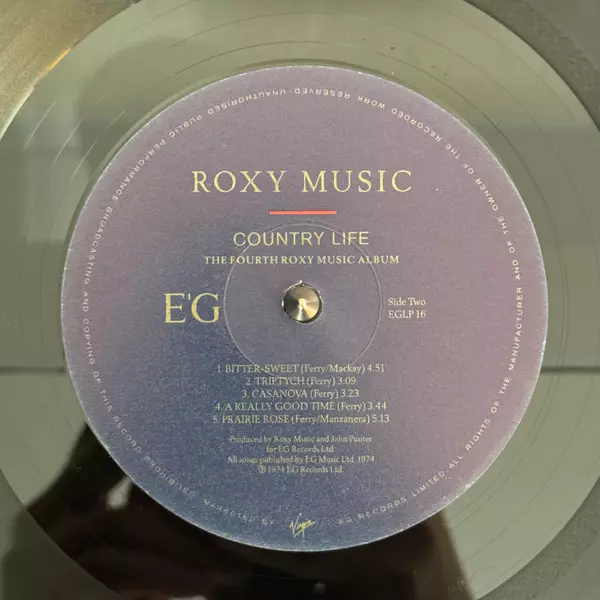 ROXY MUSIC
COUNTRY LIFE
THE FOURTH ROXY MUSIC ALBUM
E'G
Side Two
EGLP 16
1. BITTER-SWEET (Ferry/Mackay) 4.51
2. TRIPTYCH (Ferry) 3.09
3. CASANOVA (Ferry) 3.23
4. A REALLY GOOD TIME (Ferry) 3.44
5. PRAIRIE ROSE (Ferry/Manzanera) 5.13
Produced by Roxy Music and John Punter
for EG Records Ltd.
All songs published by E.G Music Ltd. 1974
℗ 1974 EG Records Ltd.
MARKETED BY Virgin EG RECORDS LIMITED ALL RIGHTS OF THE MANUFACTURER AND OF THE OWNER OF THE RECORDED WORK RESERVED · UNAUTHORISED PUBLIC PERFORMANCE BROADCASTING AND COPYING OF THIS RECORD PROHIBITED